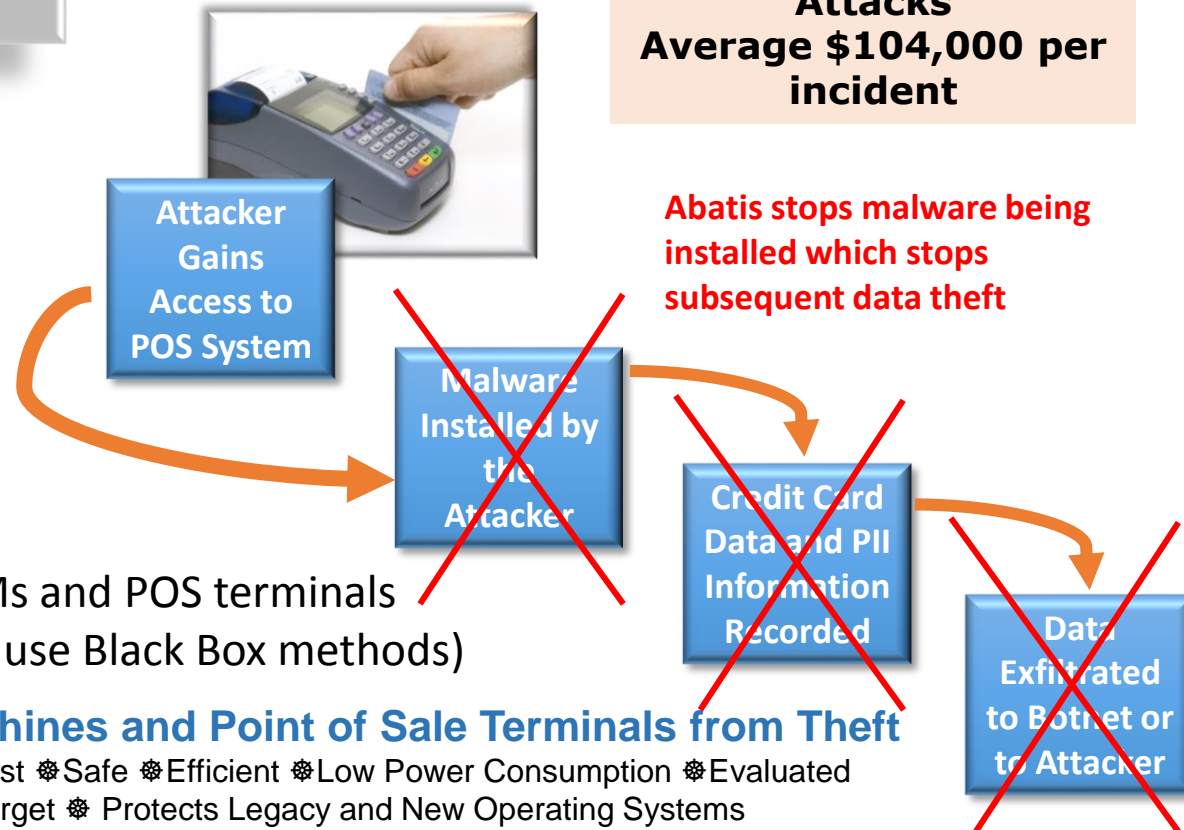 Attacks
Average $104,000 per
incident
Attacker
Gains
Access to
POS System
Abatis stops malware being
installed which stops
subsequent data theft
Malware
Installed by
the
Attacker
Credit Card
Data and PII
Information
Recorded
Data
Exfiltrated
to Botnet or
to Attacker
Ms and POS terminals
use Black Box methods)
hines and Point of Sale Terminals from Theft
st ☸Safe ☸Efficient ☸Low Power Consumption ☸Evaluated
rget ☸ Protects Legacy and New Operating Systems